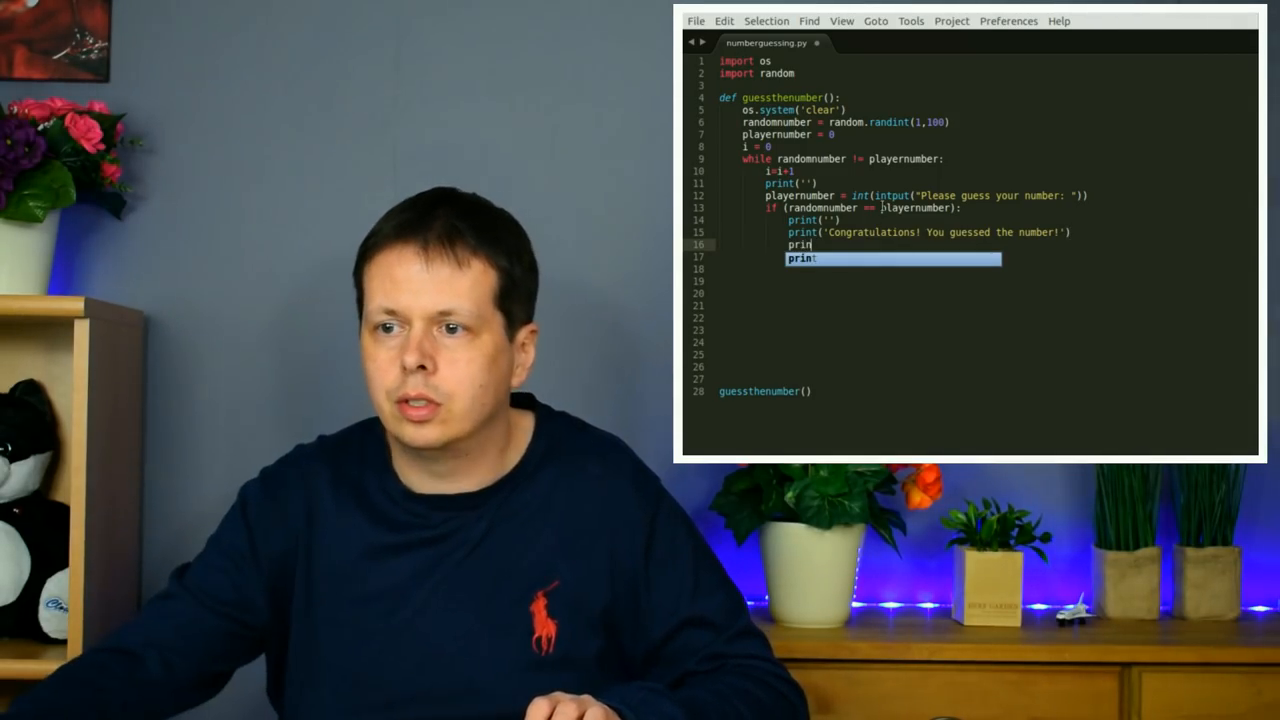 File Edit Selection Find View Goto Tools Project Preferences Help
numberguessing.py
1 import os
2 import random
3
4 def guessthenumber():
5 os.system('clear')
6 randomnumber = random.randint(1,100)
7 playernumber = 0
8 i = 0
9 while randomnumber != playernumber:
10 i=i+1
11 print('')
12 playernumber = int(intput("Please guess your number: "))
13 if (randomnumber == playernumber):
14 print('')
15 print('Congratulations! You guessed the number!')
16 prin
17 print
18
19
20
21
22
23
24
25
26
27
28 guessthenumber()
HERB GARDEN